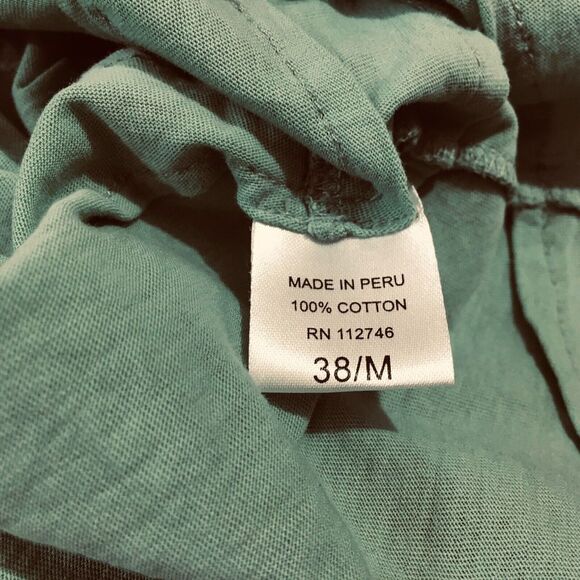 MADE IN PERU
100% COTTON
RN 112746
38/M